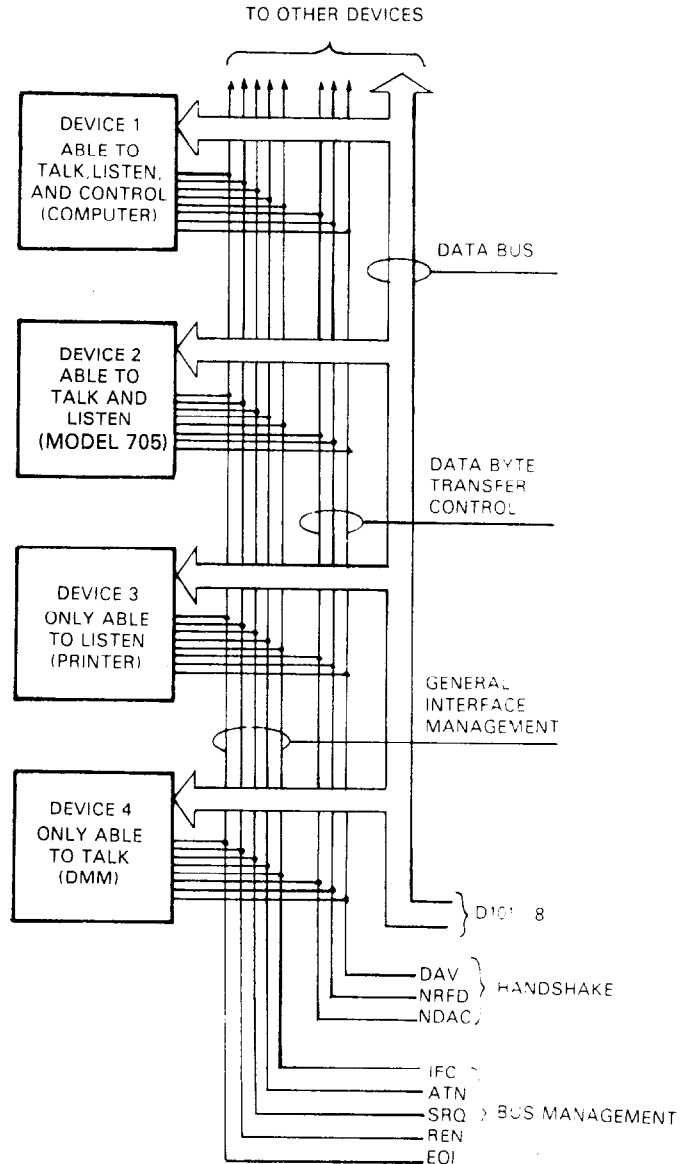 TO OTHER DEVICES
DEVICE 1
ABLE TO
TALK, LISTEN,
AND CONTROL
(COMPUTER)
DATA BUS
DEVICE 2
ABLE TO
TALK AND
LISTEN
(MODEL 705)
DATA BYTE
TRANSFER
CONTROL
DEVICE 3
ONLY ABLE
TO LISTEN
(PRINTER)
GENERAL
INTERFACE
MANAGEMENT
DEVICE 4
ONLY ABLE
TO TALK
(DMM)
D101 8
DAV
NRFD
NDAC
HANDSHAKE
IFC
ATN
SRQ
REN
EOI
BUS MANAGEMENT